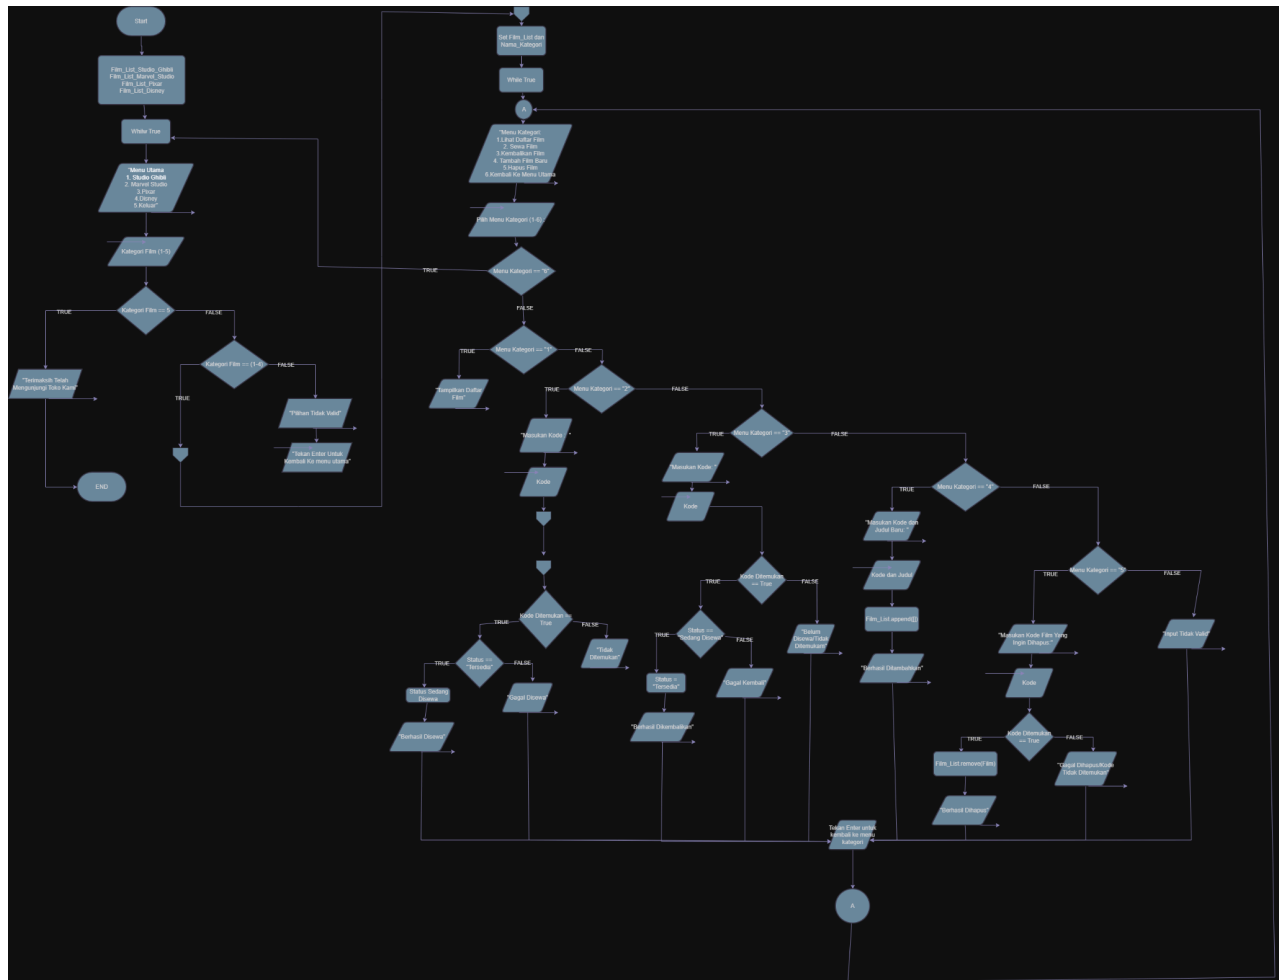 Start
Film_List_Studio_Ghibli
Film_List_Marvel_Studio
Film_List_Pixar
Film_List_Disney
While True
"Menu Utama
1. Studio Ghibli
2. Marvel Studio
3.Pixar
4.Disney
5.Keluar"
Kategori Film (1-5)
Kategori Film == 5
TRUE
FALSE
"Terimaksih Telah
Mengunjungi Toko Kami"
END
Kategori Film == (1-4)
TRUE
FALSE
"Pilihan Tidak Valid"
"Tekan Enter Untuk
Kembali Ke menu utama"
Set Film_List dan
Nama_Kategori
While True
A
"Menu Kategori
1.Lihat Daftar Film
2. Sewa Film
3.Kembalikan Film
4. Tambah Film Baru
5.Hapus Film
6.Kembali Ke Menu Utama
Pilih Menu Kategori (1-6)
Menu Kategori == "6"
TRUE
FALSE
Menu Kategori == "1"
TRUE
FALSE
"Tampilkan Daftar
Film"
Menu Kategori == "2"
TRUE
FALSE
"Masukan Kode : "
Kode
Kode Ditemukan ==
True
TRUE
FALSE
Status ==
"Tersedia"
"Tidak
Ditemukan"
TRUE
FALSE
Status Sedang
Disewa
"Gagal Disewa"
"Berhasil Disewa"
Menu Kategori == "3"
TRUE
FALSE
"Masukan Kode: "
Kode
Kode Ditemukan
== True
TRUE
FALSE
Status ==
"Sedang Disewa"
"Belum
Disewa/Tidak
Ditemukan"
TRUE
FALSE
Status =
"Tersedia"
"Gagal Kembali"
"Berhasil Dikembalikan"
Menu Kategori == "4"
TRUE
FALSE
"Masukan Kode dan
Judul Baru: "
Kode dan Judul
Film_List.append([])
"Berhasil Ditambahkan"
Menu Kategori == "5"
TRUE
FALSE
"Masukan Kode Film Yang
Ingin Dihapus:"
"Input Tidak Valid"
Kode
Kode Ditemukan
== True
TRUE
FALSE
Film_List.remove(Film)
"Gagal Dihapus/Kode
Tidak Ditemukan"
"Berhasil Dihapus"
Tekan Enter untuk
kembali ke menu
kategori
A